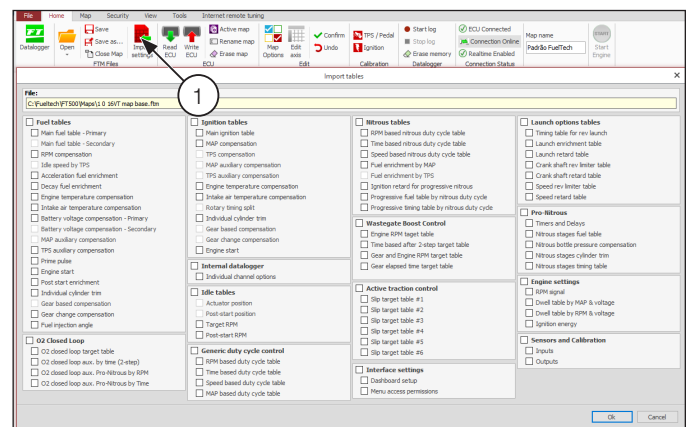 File Home Map Security View Tools Internet remote tuning
FT Datalogger
Open
Save
Save as...
Close Map
FTM Files
Import settings
Read ECU
Write ECU
Active map
Rename map
Erase map
ECU
Map Options
Edit axis
Confirm
Undo
Edit
TPS / Pedal
Ignition
Calibration
Start log
Stop log
Erase memory
Datalogger
ECU Connected
Connection Online
Realtime Enabled
Connection Status
Map name
Padrão FuelTech
START
Start Engine
1
Import tables
File:
C:\Fueltech\FT500\Maps\1 0 16VT map base.ftm
Fuel tables
Main fuel table - Primary
Main fuel table - Secondary
RPM compensation
Idle speed by TPS
Acceleration fuel enrichment
Decay fuel enrichment
Engine temperature compensation
Intake air temperature compensation
Battery voltage compensation - Primary
Battery voltage compensation - Secondary
MAP auxiliary compensation
TPS auxiliary compensation
Prime pulse
Engine start
Post start enrichment
Individual cylinder trim
Gear based compensation
Gear change compensation
Fuel injection angle
O2 Closed Loop
O2 closed loop target table
O2 closed loop aux. by time (2-step)
O2 closed loop aux. Pro-Nitrous by RPM
O2 closed loop aux. Pro-Nitrous by Time
Ignition tables
Main ignition table
MAP compensation
TPS compensation
MAP auxiliary compensation
TPS auxiliary compensation
Engine temperature compensation
Intake air temperature compensation
Rotary timing split
Individual cylinder trim
Gear based compensation
Gear change compensation
Engine start
Internal datalogger
Individual channel options
Idle tables
Actuator position
Post-start position
Target RPM
Post-start RPM
Generic duty cycle control
RPM based duty cycle table
Time based duty cycle table
Speed based duty cycle table
MAP based duty cycle table
Nitrous tables
RPM based nitrous duty cycle table
Time based nitrous duty cycle table
Speed based nitrous duty cycle table
Fuel enrichment by MAP
Fuel enrichment by TPS
Ignition retard for progressive nitrous
Progressive fuel table by nitrous duty cycle
Progressive timing table by nitrous duty cycle
Wastegate Boost Control
Engine RPM taget table
Time based after 2-step target table
Gear and Engine RPM target table
Gear elapsed time target table
Active traction control
Slip target table #1
Slip target table #2
Slip target table #3
Slip target table #4
Slip target table #5
Slip target table #6
Interface settings
Dashboard setup
Menu access permissions
Launch options tables
Timing table for rev launch
Launch enrichment table
Launch retard table
Crank shaft rev limiter table
Crank shaft retard table
Speed rev limiter table
Speed retard table
Pro-Nitrous
Timers and Delays
Nitrous stages fuel table
Nitrous bottle pressure compensation
Nitrous stages cylinder trim
Nitrous stages timing table
Engine settings
RPM signal
Dwell table by MAP & voltage
Dwell table by RPM & voltage
Ignition energy
Sensors and Calibration
Inputs
Outputs
Ok Cancel